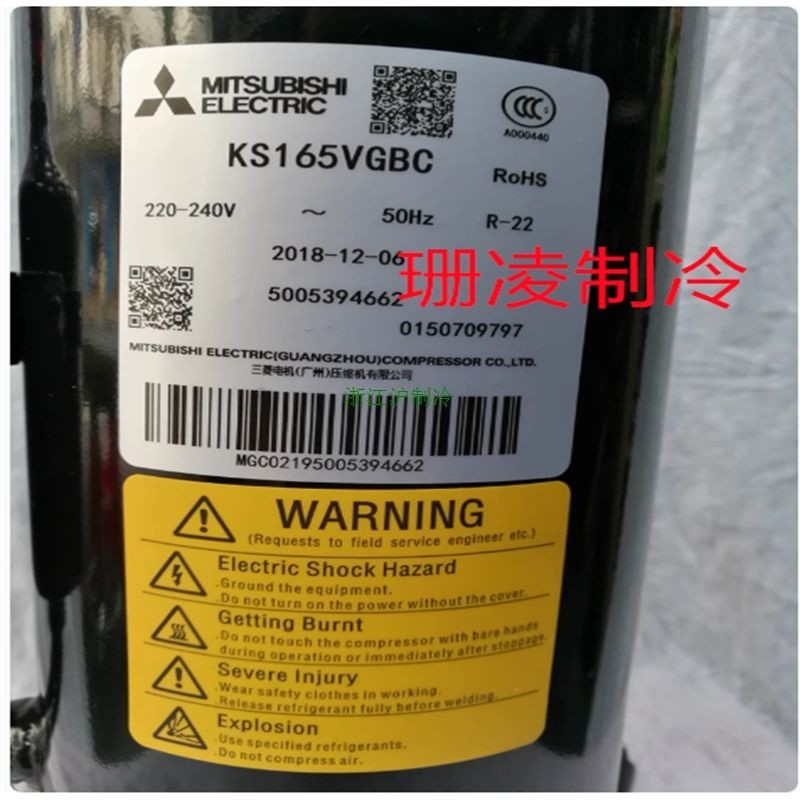 MITSUBISHI
ELECTRIC
CCC
A000440
KS165VGBC
RoHS
220-240V ~ 50Hz R-22
2018-12-06
珊凌制冷
5005394662
0150709797
MITSUBISHI ELECTRIC(GUANGZHOU)COMPRESSOR CO.,LTD.
三菱电机(广州)压缩机有限公司
浙江沪制冷
MGC02195005394662
WARNING
(Requests to field service engineer etc.)
Electric Shock Hazard
.Ground the equipment.
.Do not turn on the power without the cover.
Getting Burnt
.Do not touch the compressor with bare hands
during operation or immediately after stoppage.
Severe Injury
.Wear safety clothes in working.
.Release refrigerant fully before welding.
Explosion
.Use specified refrigerants.
.Do not compress air.